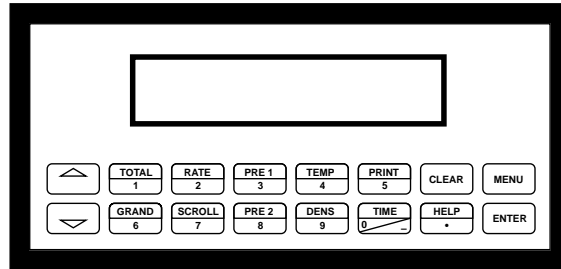 TOTAL RATE PRE 1 TEMP PRINT CLEAR MENU
1 2 3 4 5
GRAND SCROLL PRE 2 DENS TIME HELP ENTER
6 7 8 9 0 – •